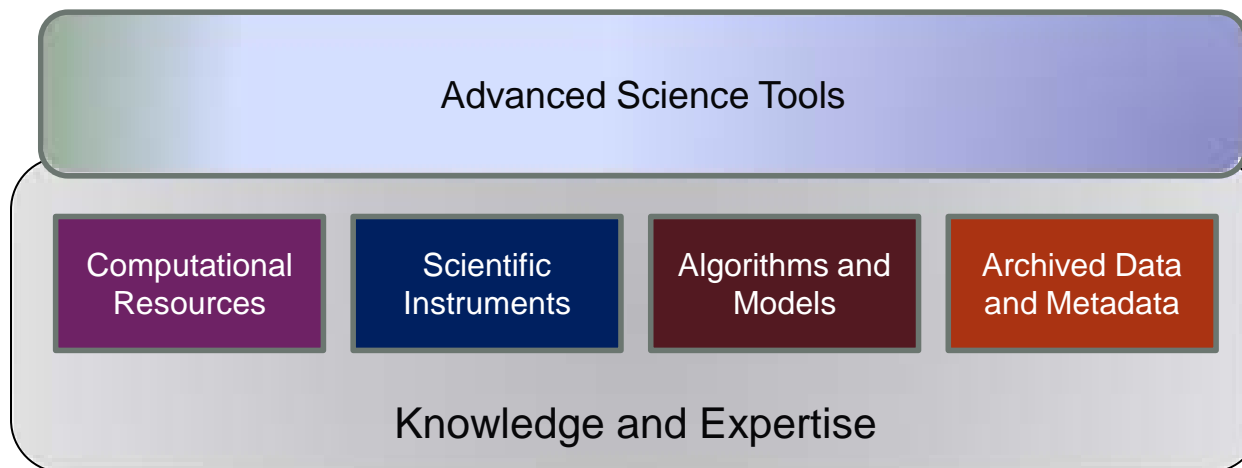 Advanced Science Tools
Computational
Resources
Scientific
Instruments
Algorithms and
Models
Archived Data
and Metadata
Knowledge and Expertise